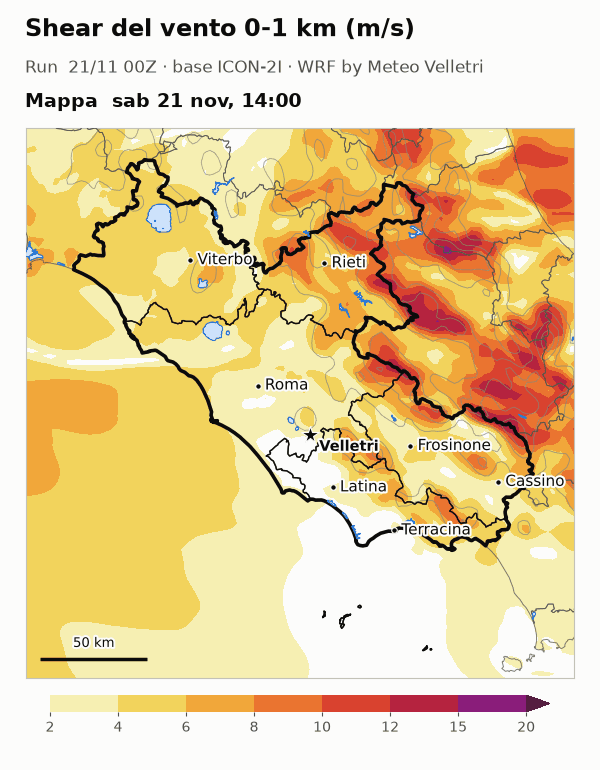 Shear del vento 0-1 km (m/s)
Run  21/11 00Z · base ICON-2I · WRF by Meteo Velletri
Mappa  sab 21 nov, 14:00
Viterbo
Rieti
Roma
Velletri
Frosinone
Latina
Cassino
Terracina
50 km
2 4 6 8 10 12 15 20